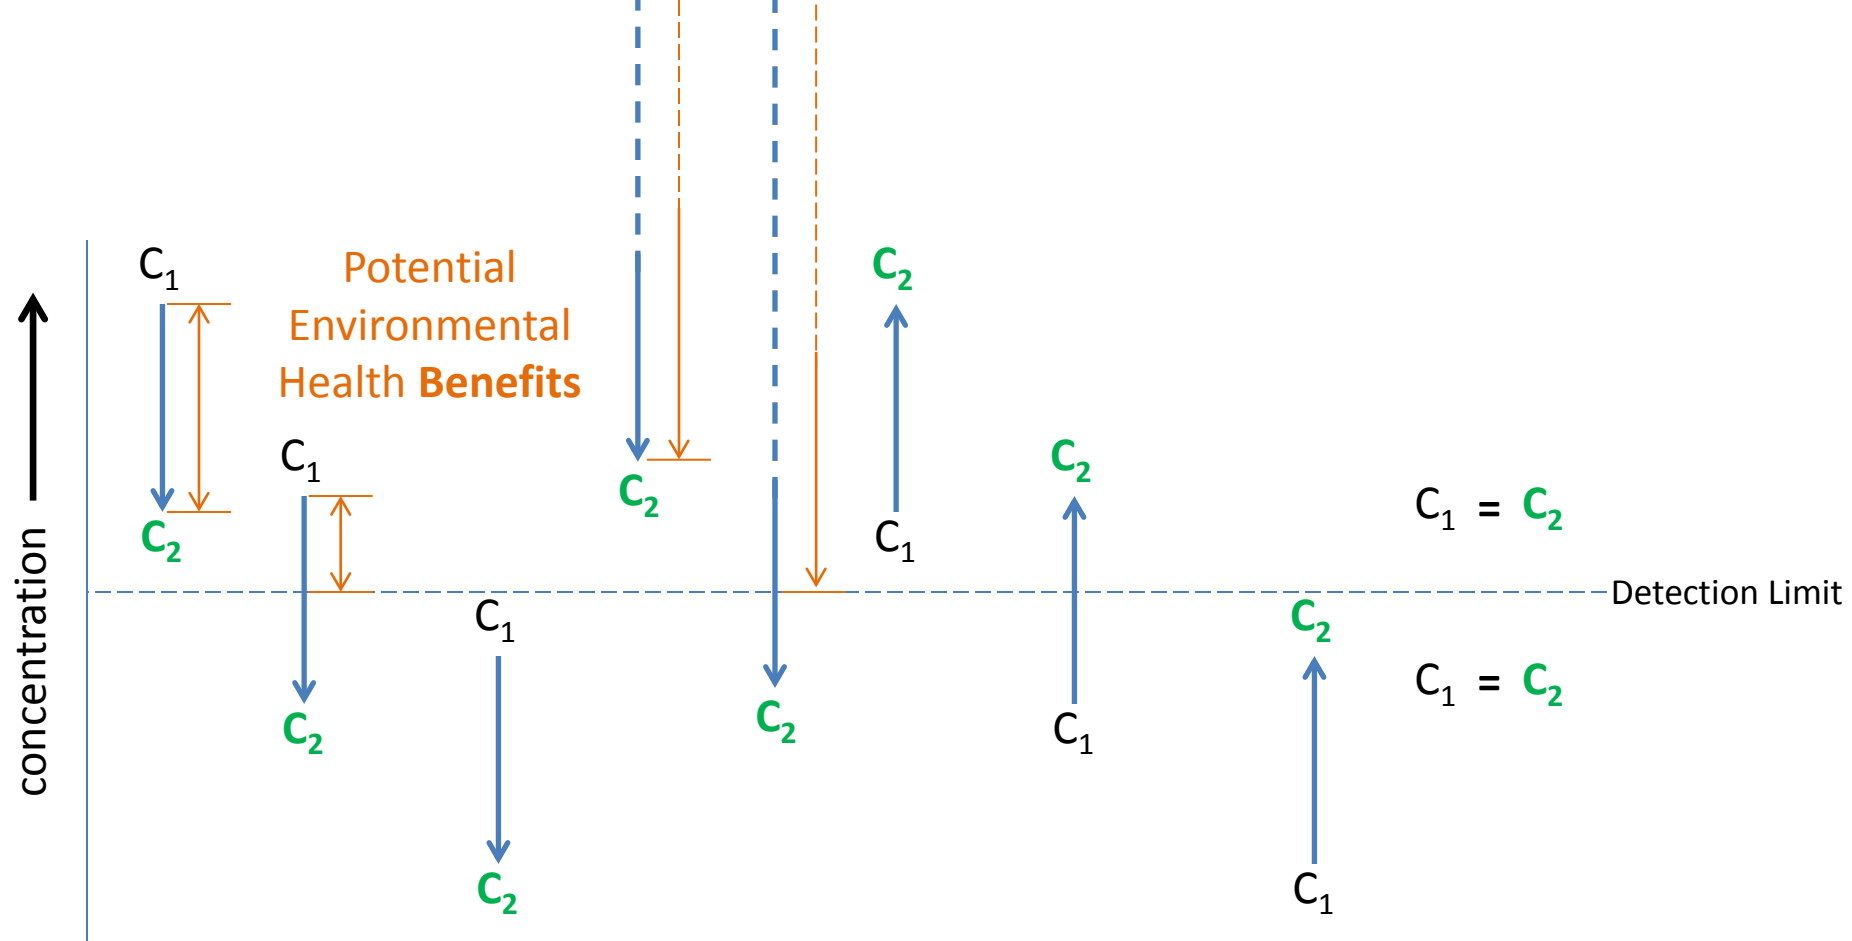 C₁
Potential
Environmental
Health Benefits
C₂
C₁
C₂
C₂
C₂
C₁ = C₂
C₂
C₁
concentration
Detection Limit
C₁
C₂
C₁ = C₂
C₂
C₂
C₁
C₂
C₁